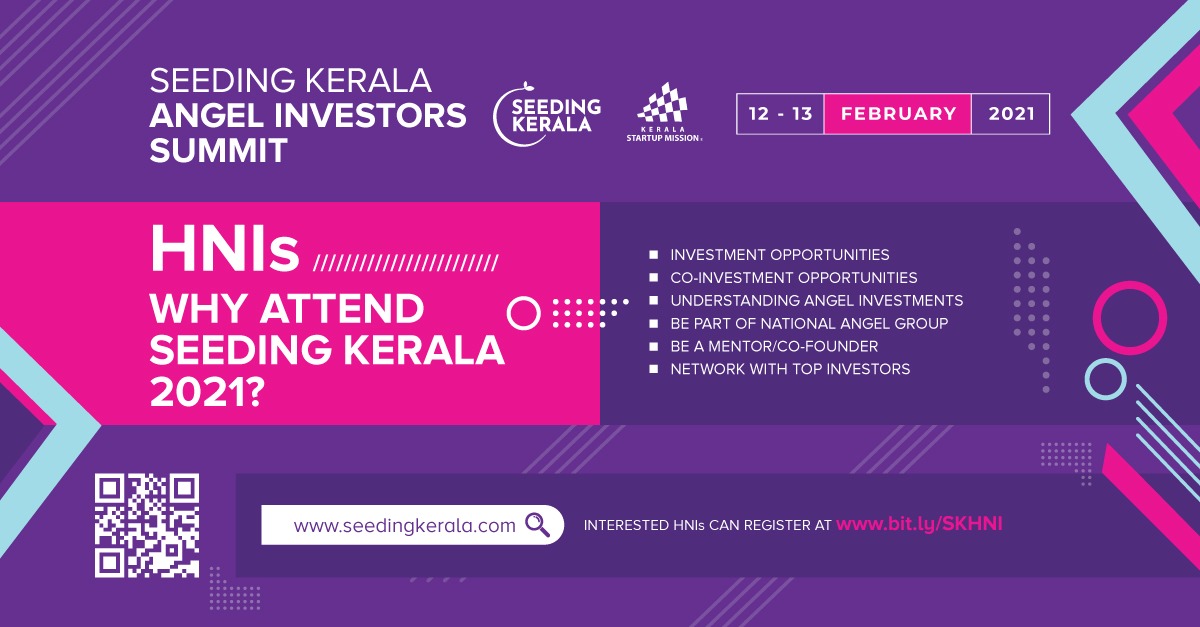 SEEDING KERALA
ANGEL INVESTORS
SUMMIT
SEEDING
KERALA
KERALA
STARTUP MISSION
12 - 13 FEBRUARY 2021
HNIs
WHY ATTEND
SEEDING KERALA
2021?
INVESTMENT OPPORTUNITIES
CO-INVESTMENT OPPORTUNITIES
UNDERSTANDING ANGEL INVESTMENTS
BE PART OF NATIONAL ANGEL GROUP
BE A MENTOR/CO-FOUNDER
NETWORK WITH TOP INVESTORS
www.seedingkerala.com
INTERESTED HNIs CAN REGISTER AT www.bit.ly/SKHNI